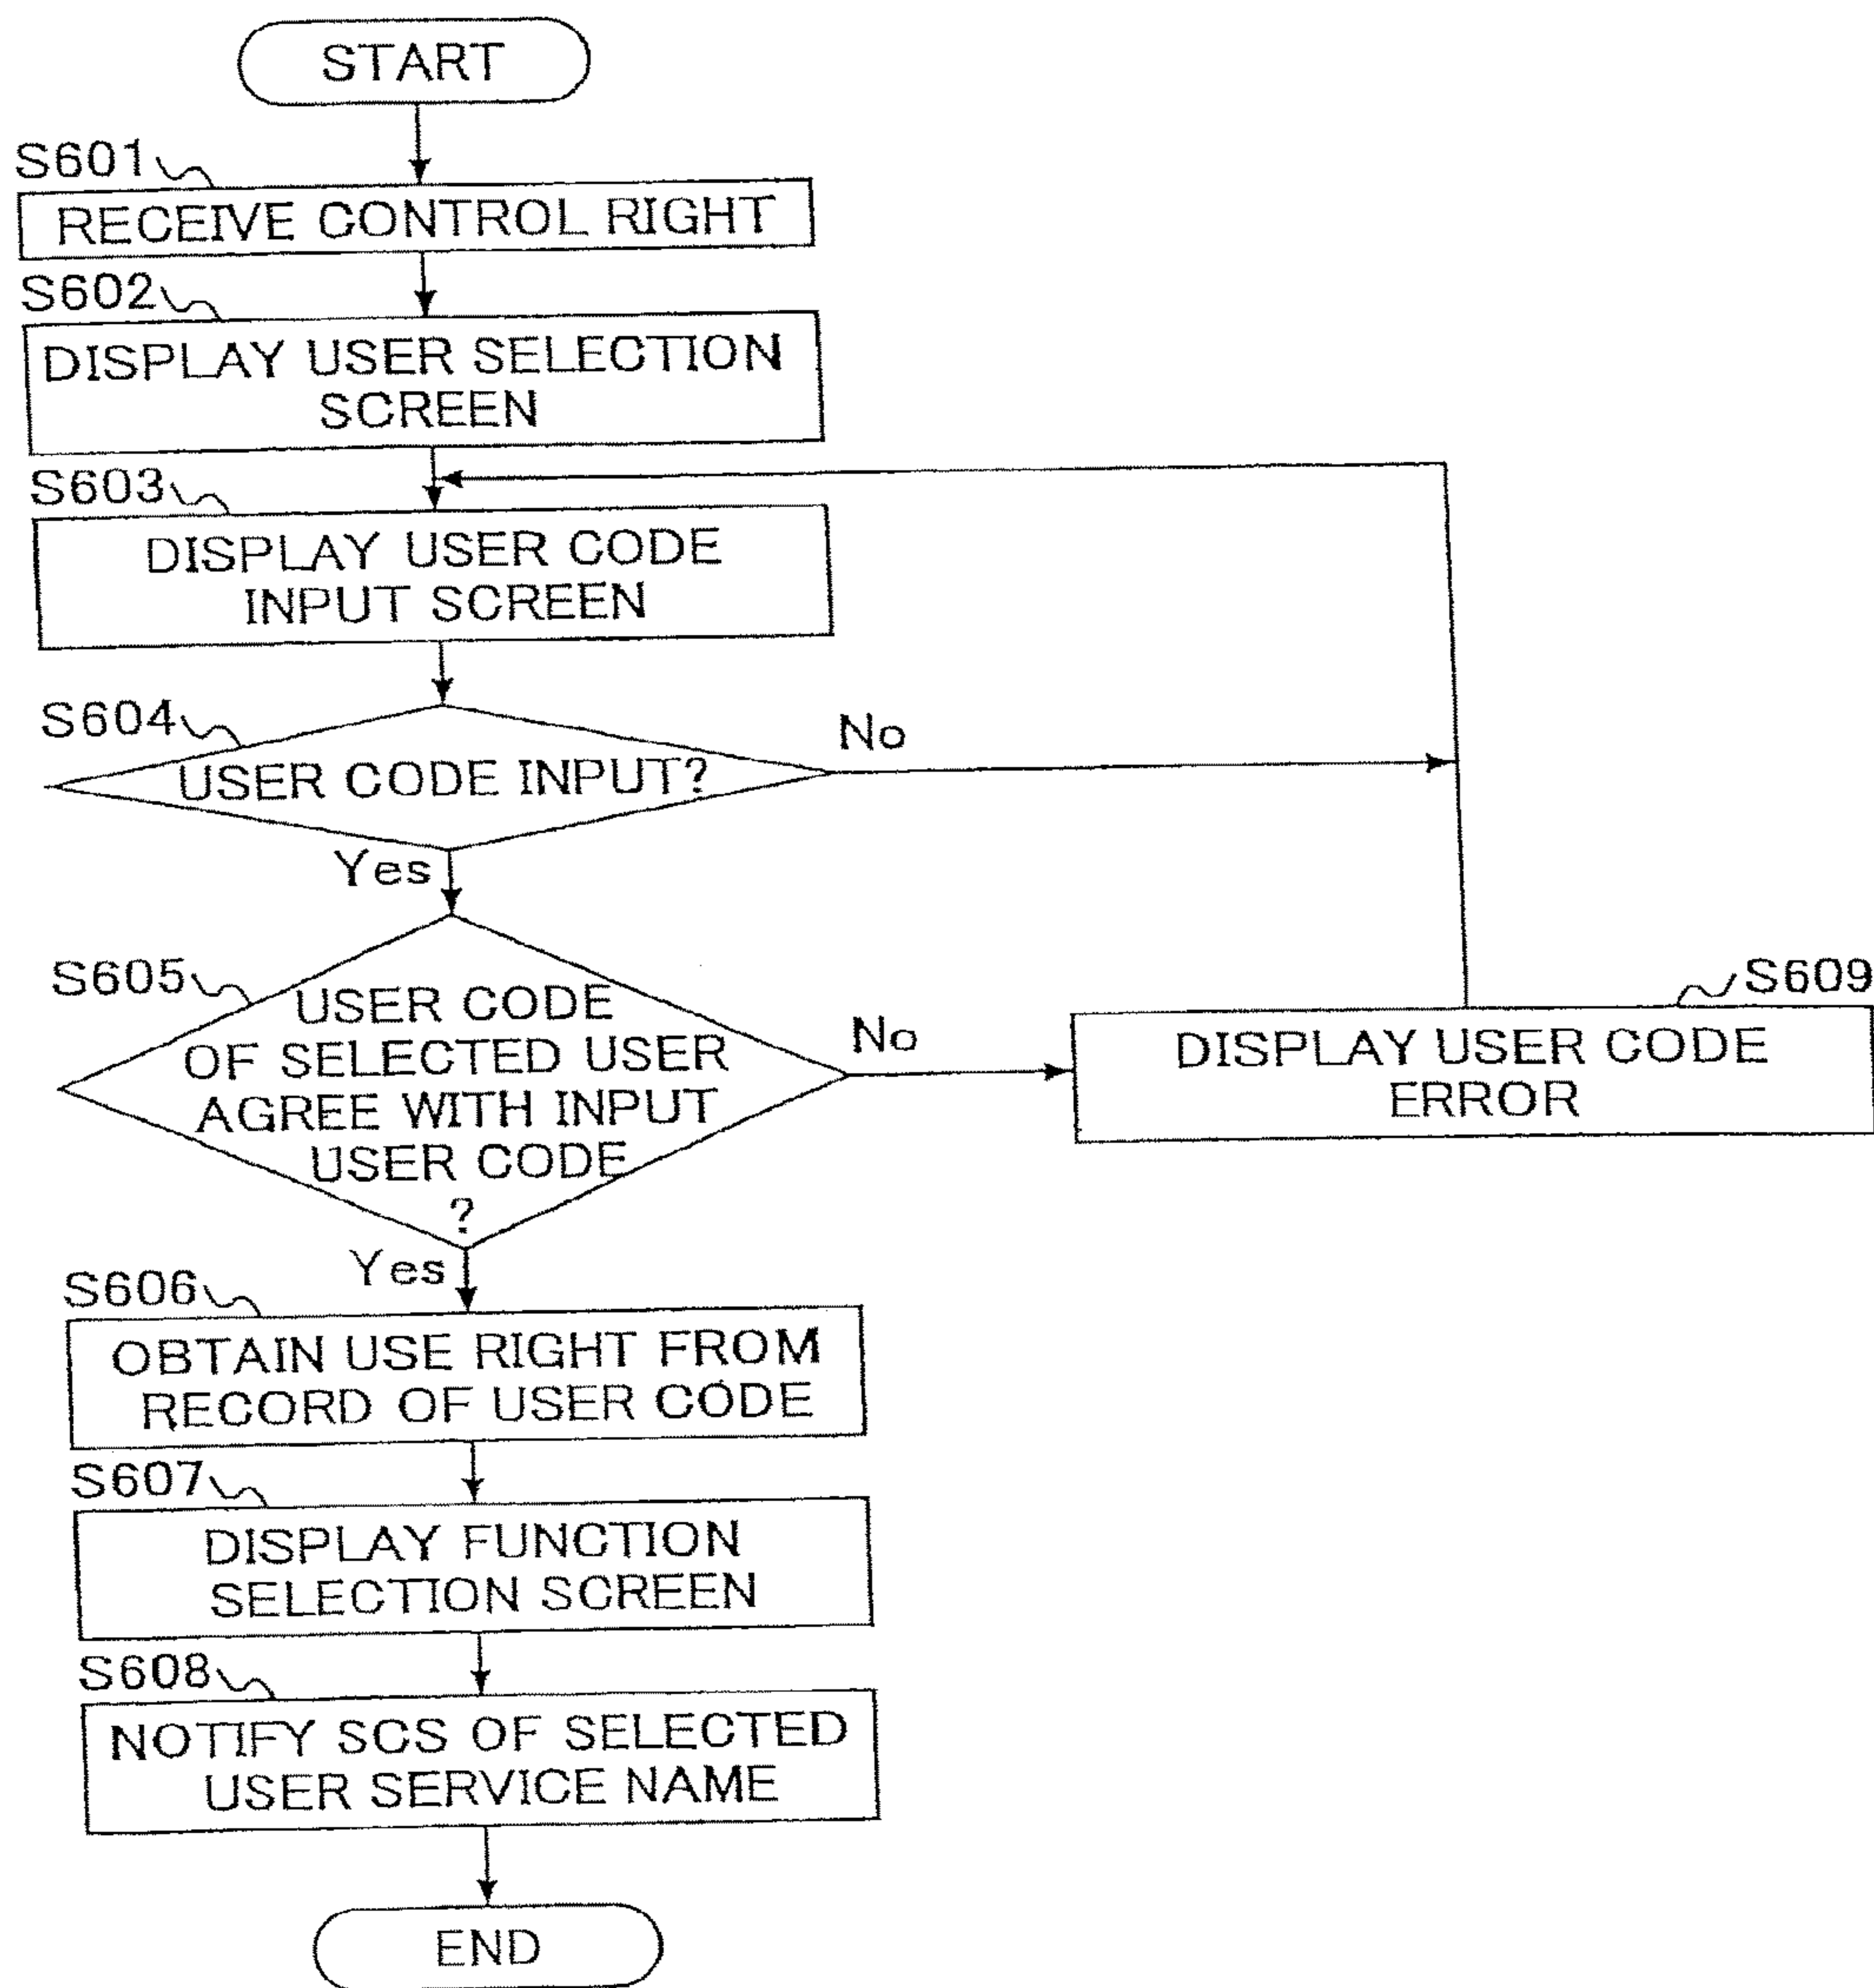 START
S601
RECEIVE CONTROL RIGHT
S602
DISPLAY USER SELECTION
SCREEN
S603
DISPLAY USER CODE
INPUT SCREEN
S604
USER CODE INPUT?
No
Yes
S605
USER CODE
OF SELECTED USER
AGREE WITH INPUT
USER CODE
?
No
S609
DISPLAY USER CODE
ERROR
Yes
S606
OBTAIN USE RIGHT FROM
RECORD OF USER CODE
S607
DISPLAY FUNCTION
SELECTION SCREEN
S608
NOTIFY SCS OF SELECTED
USER SERVICE NAME
END